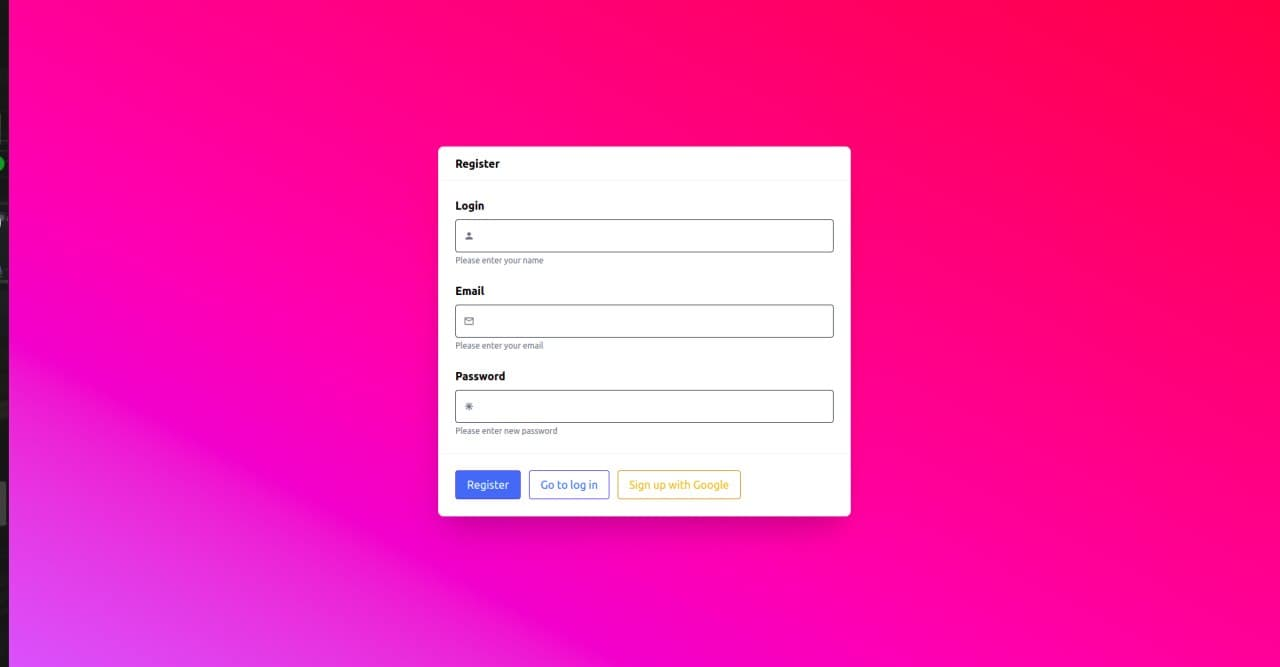 Register
Login
Please enter your name
Email
Please enter your email
Password
Please enter new password
Register Go to log in Sign up with Google